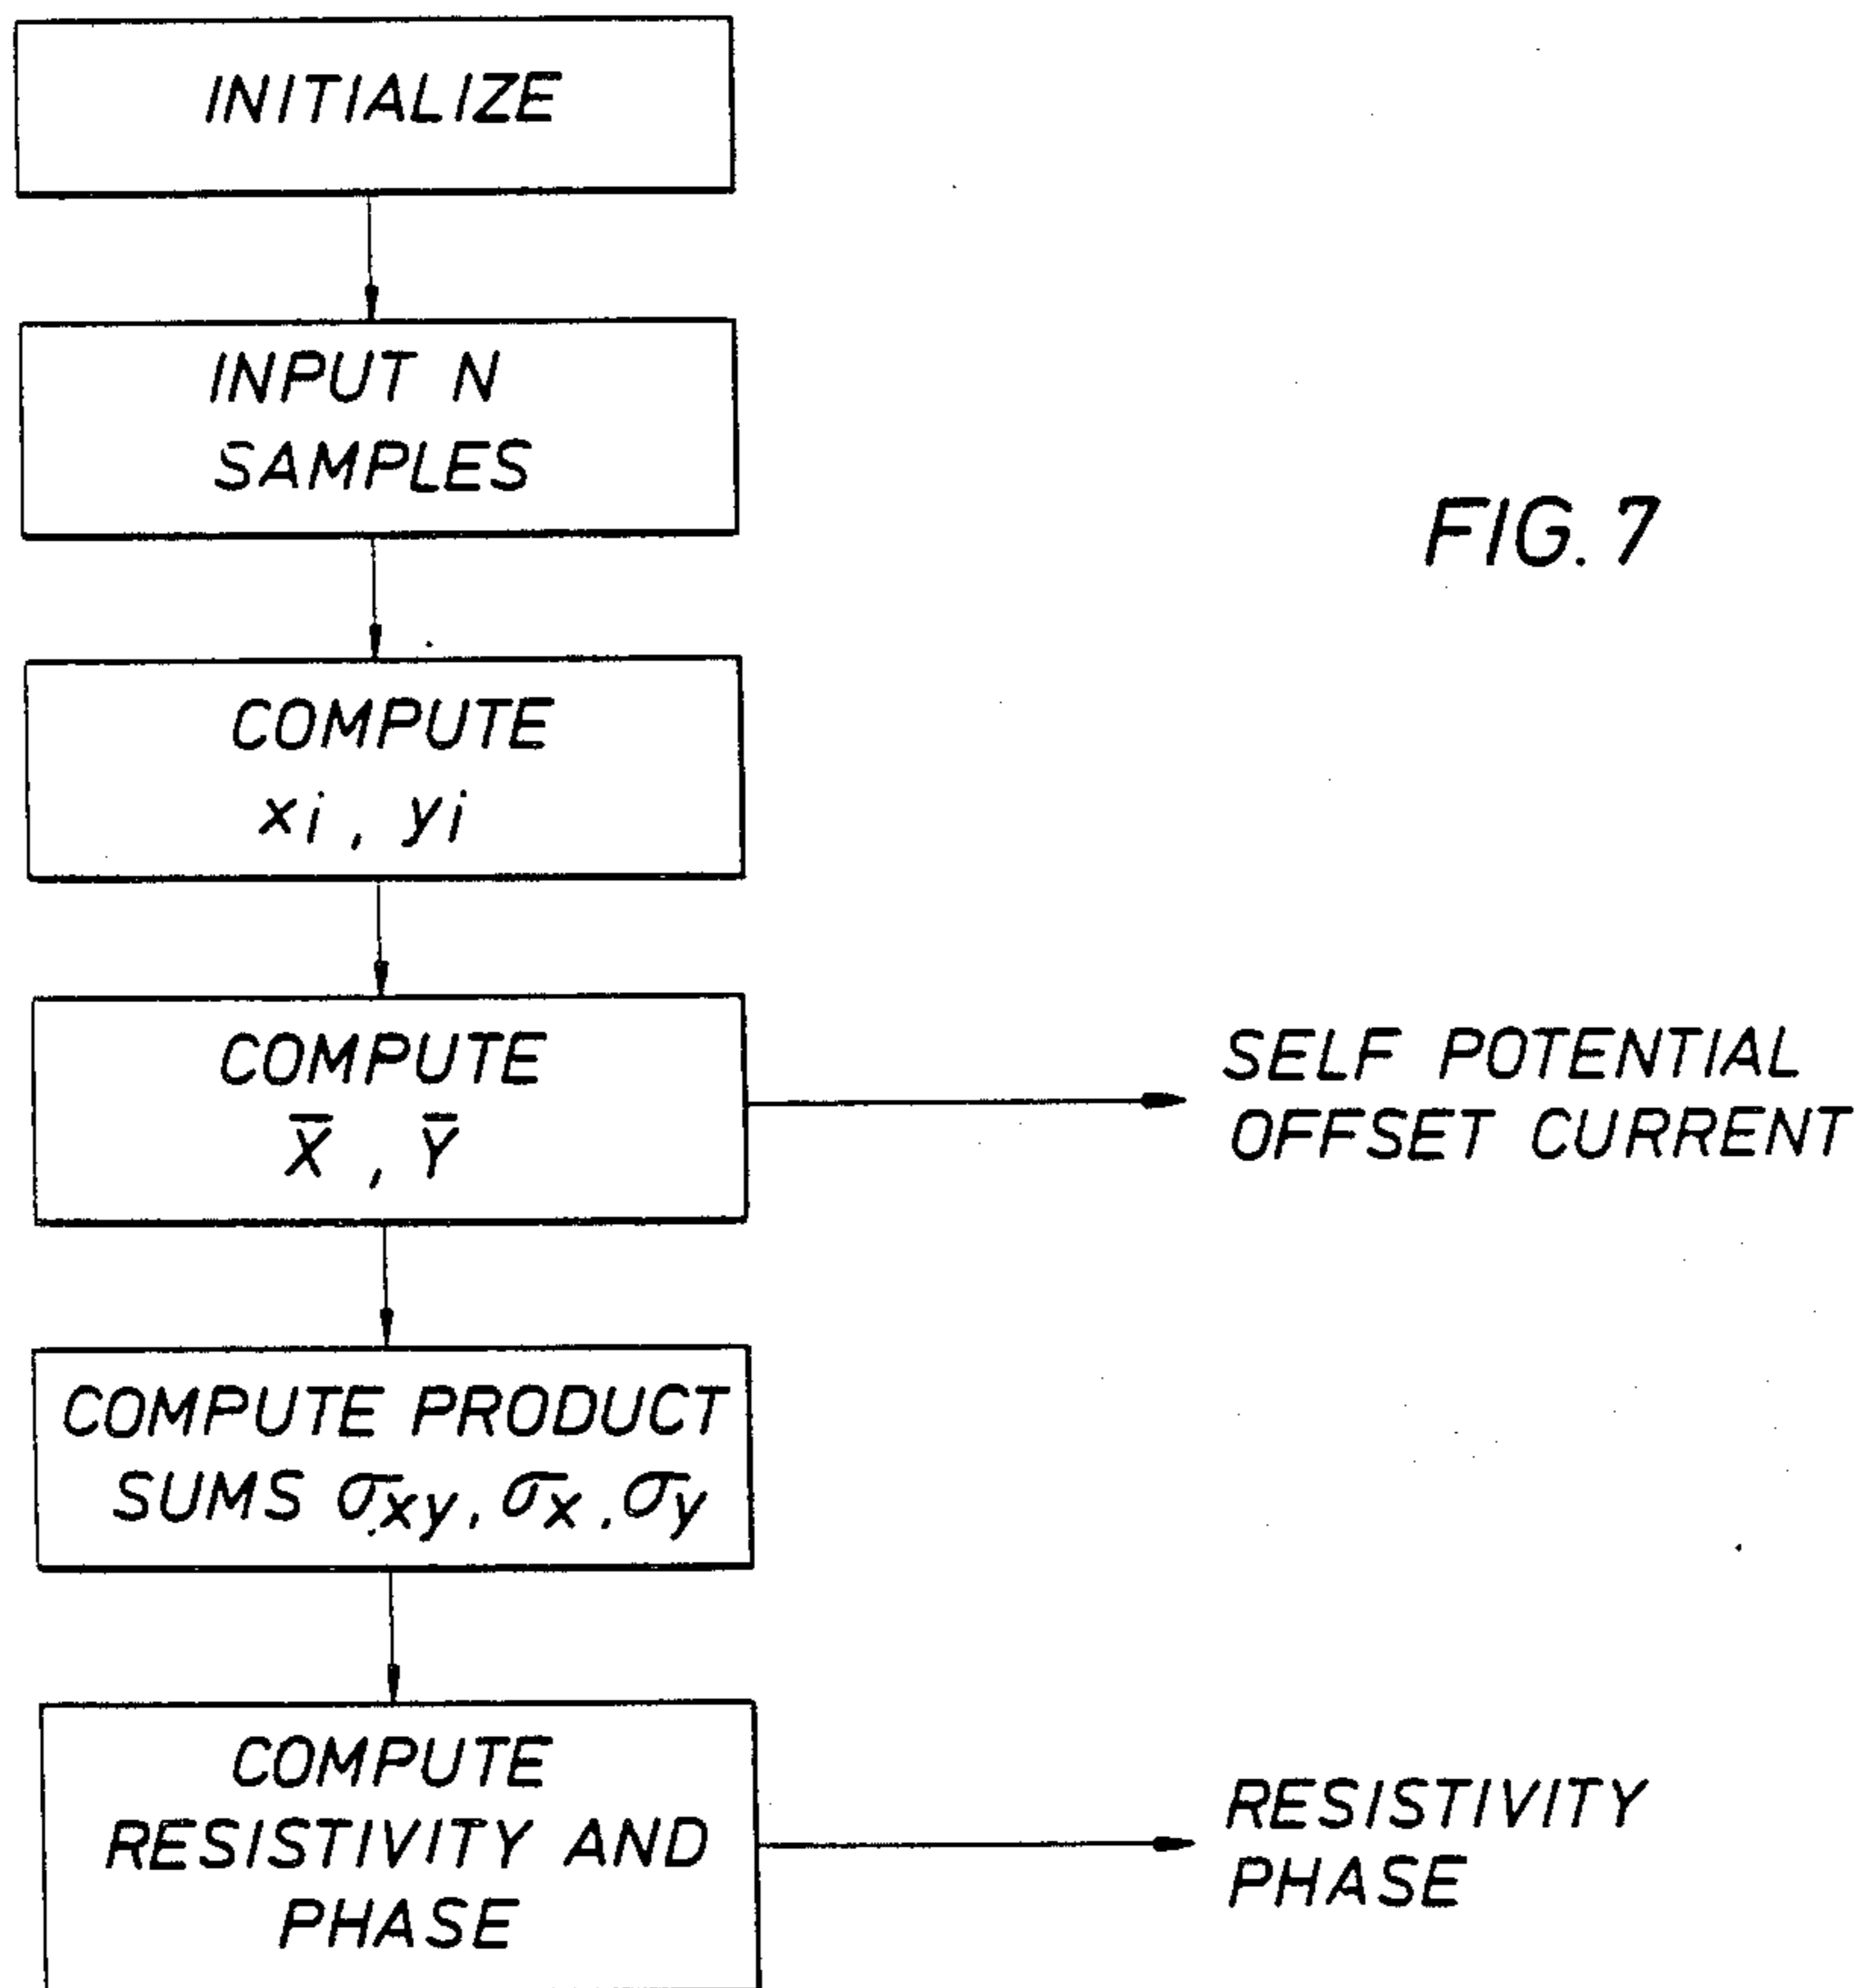 INITIALIZE
INPUT N
SAMPLES
FIG. 7
COMPUTE
xi , yi
COMPUTE
X̅ , Y̅
SELF POTENTIAL
OFFSET CURRENT
COMPUTE PRODUCT
SUMS σxy, σx, σy
COMPUTE
RESISTIVITY AND
PHASE
RESISTIVITY
PHASE